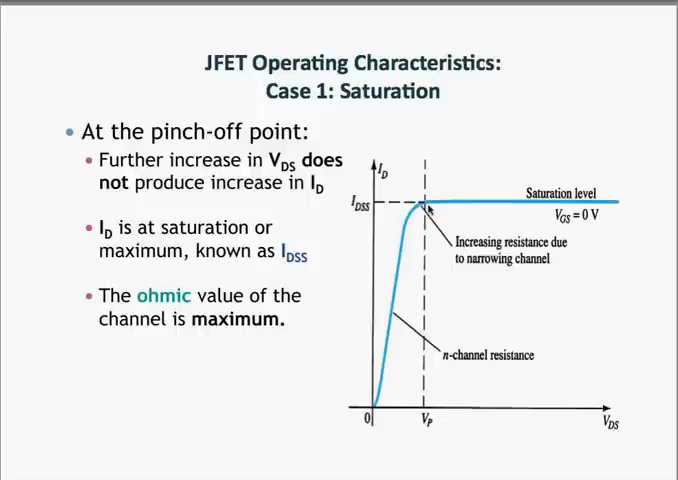 JFET Operating Characteristics:
Case 1: Saturation
• At the pinch-off point:
• Further increase in VDS does
not produce increase in ID
• ID is at saturation or
maximum, known as IDSS
• The ohmic value of the
channel is maximum.
ID
IDSS
Saturation level
VGS = 0 V
Increasing resistance due
to narrowing channel
n-channel resistance
0
VP
VDS